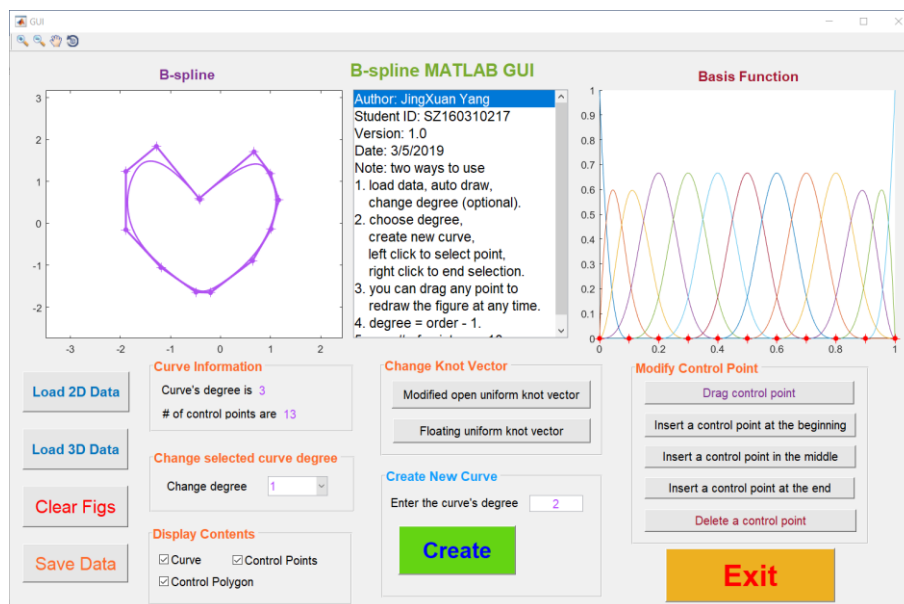 GUI
B-spline MATLAB GUI
B-spline
Basis Function
3
2
1
0
-1
-2
-3
-2
-1
0
1
2
Author: JingXuan Yang
Student ID: SZ160310217
Version: 1.0
Date: 3/5/2019
Note: two ways to use
1. load data, auto draw,
change degree (optional).
2. choose degree,
create new curve,
left click to select point,
right click to end selection.
3. you can drag any point to
redraw the figure at any time.
4. degree = order - 1.
1
0.9
0.8
0.7
0.6
0.5
0.4
0.3
0.2
0.1
0
0
0.2
0.4
0.6
0.8
1
Load 2D Data
Load 3D Data
Clear Figs
Save Data
Curve Information
Curve's degree is 3
# of control points are 13
Change selected curve degree
Change degree 1
Display Contents
Curve Control Points
Control Polygon
Change Knot Vector
Modified open uniform knot vector
Floating uniform knot vector
Create New Curve
Enter the curve's degree 2
Create
Modify Control Point
Drag control point
Insert a control point at the beginning
Insert a control point in the middle
Insert a control point at the end
Delete a control point
Exit